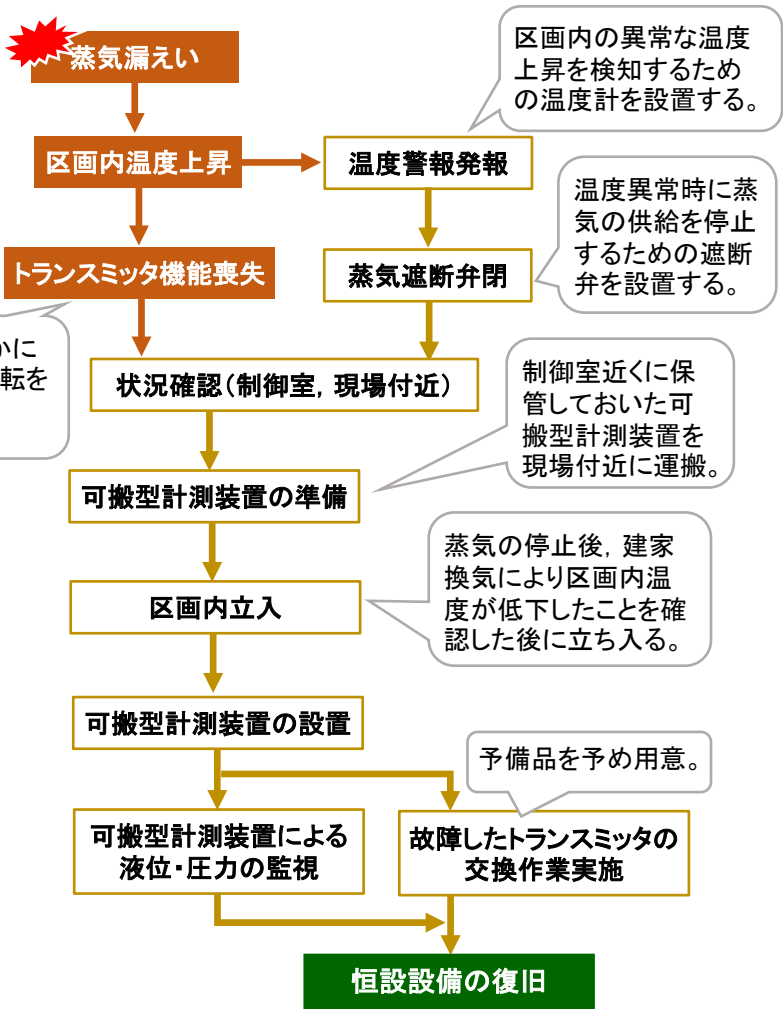 蒸気漏えい
区画内の異常な温度
上昇を検知するため
の温度計を設置する。
区画内温度上昇
温度警報発報
温度異常時に蒸
気の供給を停止
するための遮断
弁を設置する。
トランスミッタ機能喪失
蒸気遮断弁閉
かに
転を
状況確認（制御室，現場付近）
制御室近くに保
管しておいた可
搬型計測装置を
現場付近に運搬。
可搬型計測装置の準備
蒸気の停止後，建家
換気により区画内温
度が低下したことを確
認した後に立ち入る。
区画内立入
可搬型計測装置の設置
予備品を予め用意。
可搬型計測装置による
液位・圧力の監視
故障したトランスミッタの
交換作業実施
恒設設備の復旧